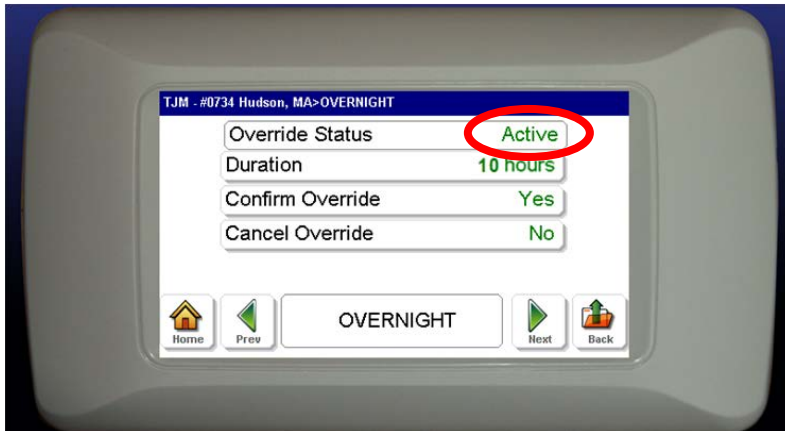 TJM - #0734 Hudson, MA>OVERNIGHT
Override Status Active
Duration 10 hours
Confirm Override Yes
Cancel Override No
Home Prev OVERNIGHT Next Back